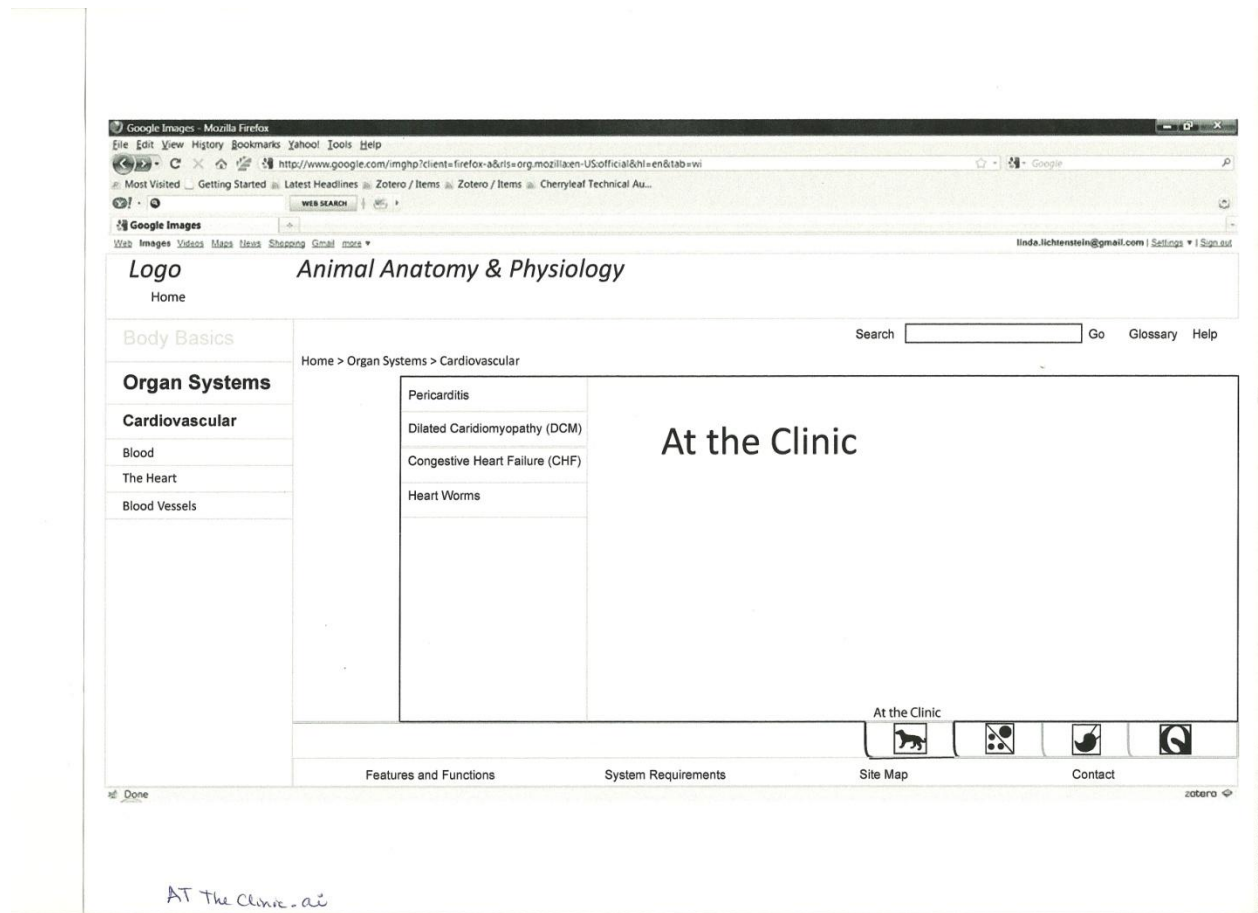 Google Images - Mozilla Firefox
File Edit View History Bookmarks Yahoo! Tools Help
http://www.google.com/imghp?client=firefox-a&rls=org.mozilla:en-US:official&hl=en&tab=wi
Google
Most Visited Getting Started Latest Headlines Zotero / Items Zotero / Items Cherryleaf Technical Au...
WEB SEARCH
Google Images
Web Images Videos Maps News Shopping Gmail more ▼ linda.lichtenstein@gmail.com | Settings ▼ | Sign out
Logo Animal Anatomy & Physiology
Home
Body Basics
Search Go Glossary Help
Home > Organ Systems > Cardiovascular
Organ Systems
Cardiovascular
Blood
The Heart
Blood Vessels
Pericarditis
Dilated Caridiomyopathy (DCM)
Congestive Heart Failure (CHF)
Heart Worms
At the Clinic
At the Clinic
Features and Functions System Requirements Site Map Contact
Done zotero
AT The Clinic.ai